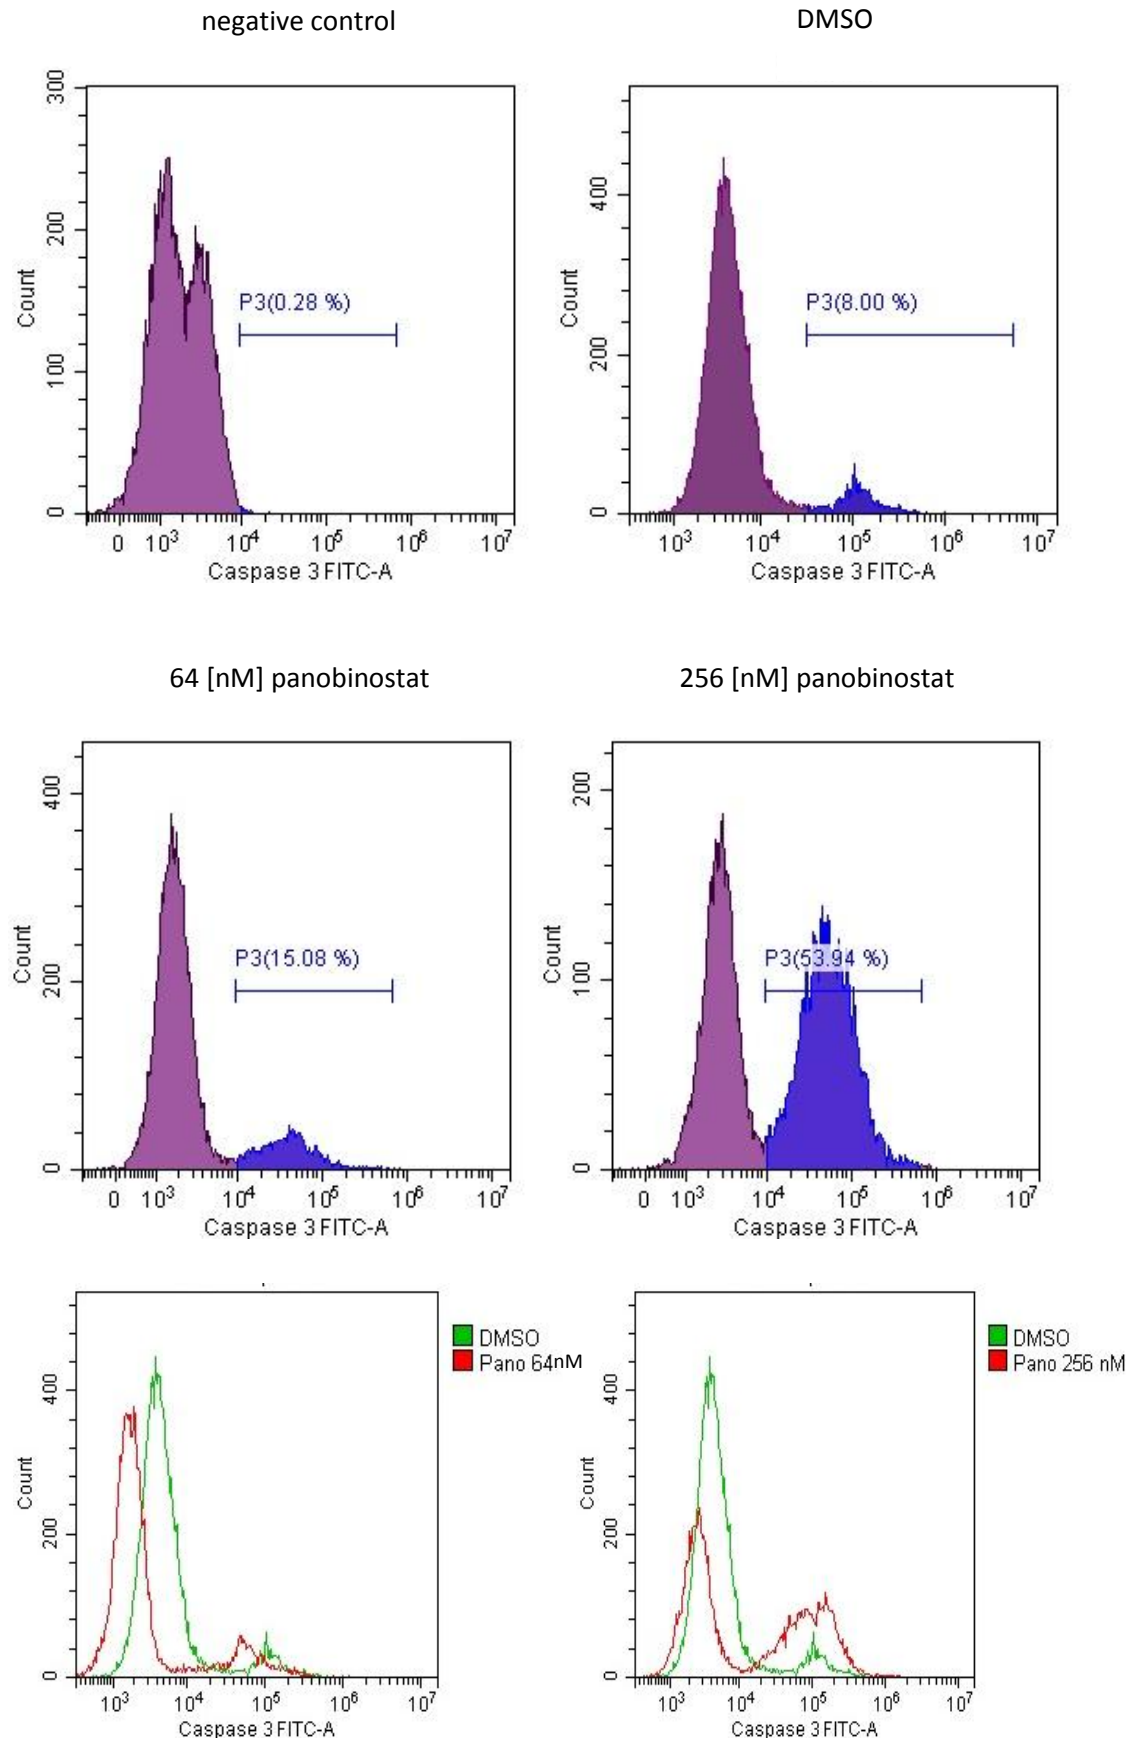 negative control
DMSO
300
200
100
0
Count
P3(0.28 %)
0 10³ 10⁴ 10⁵ 10⁶ 10⁷
Caspase 3 FITC-A
400
200
0
Count
P3(8.00 %)
10³ 10⁴ 10⁵ 10⁶ 10⁷
Caspase 3 FITC-A
64 [nM] panobinostat
256 [nM] panobinostat
400
200
0
Count
P3(15.08 %)
0 10³ 10⁴ 10⁵ 10⁶ 10⁷
Caspase 3 FITC-A
200
100
0
Count
P3(53.94 %)
0 10³ 10⁴ 10⁵ 10⁶ 10⁷
Caspase 3 FITC-A
400
200
0
Count
DMSO
Pano 64nM
10³ 10⁴ 10⁵ 10⁶ 10⁷
Caspase 3 FITC-A
400
200
0
Count
DMSO
Pano 256 nM
10³ 10⁴ 10⁵ 10⁶ 10⁷
Caspase 3 FITC-A